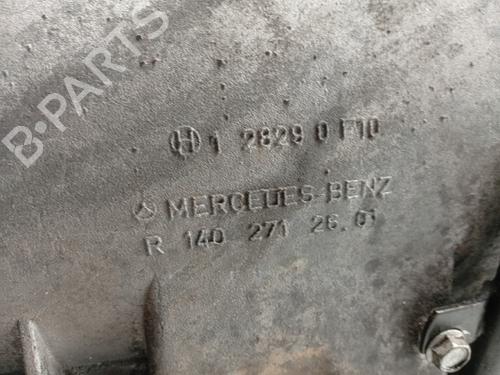 B-PARTS
H 1 2829 0 F10
MERCEDES-BENZ
R 140 271 26.01